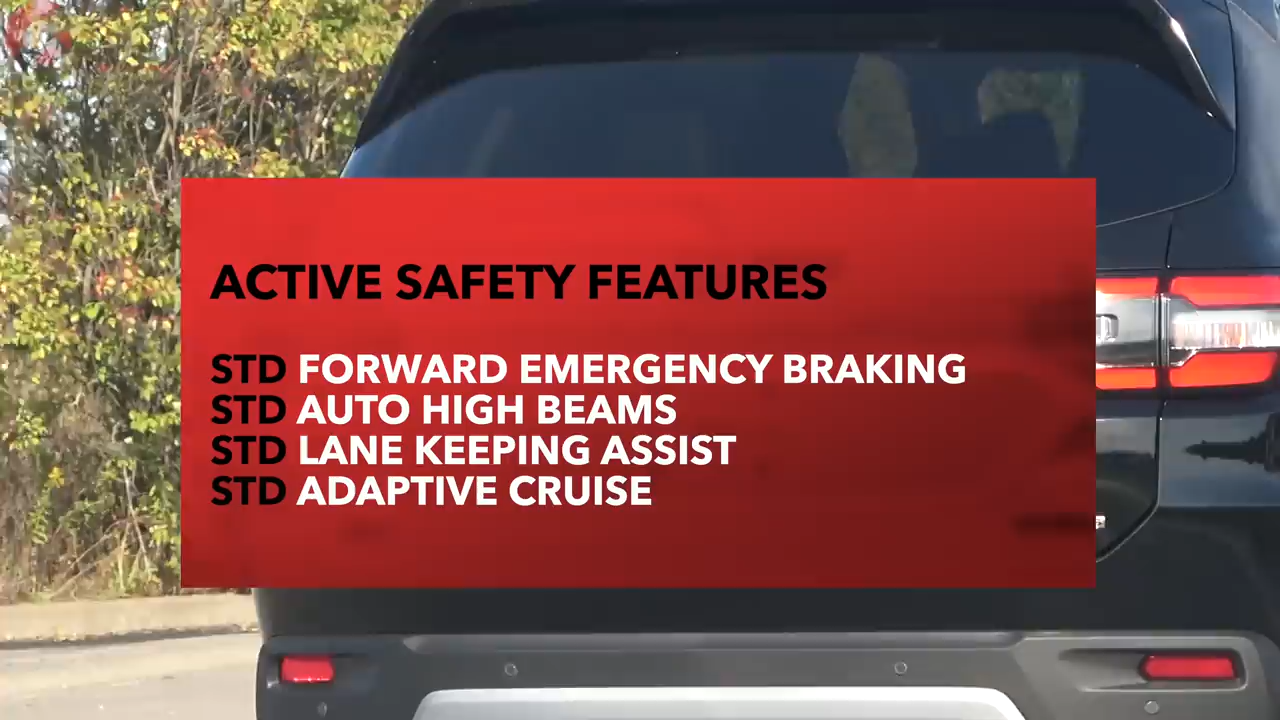 ACTIVE SAFETY FEATURES
STD FORWARD EMERGENCY BRAKING
STD AUTO HIGH BEAMS
STD LANE KEEPING ASSIST
STD ADAPTIVE CRUISE